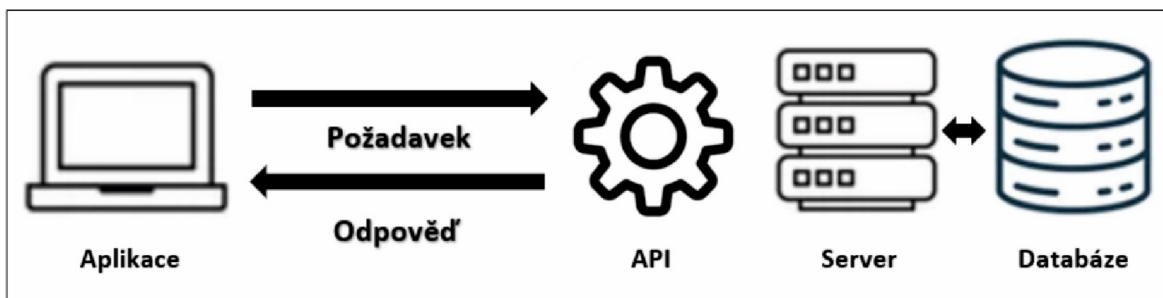 Požadavek
Odpověď
Aplikace
API
Server
Databáze